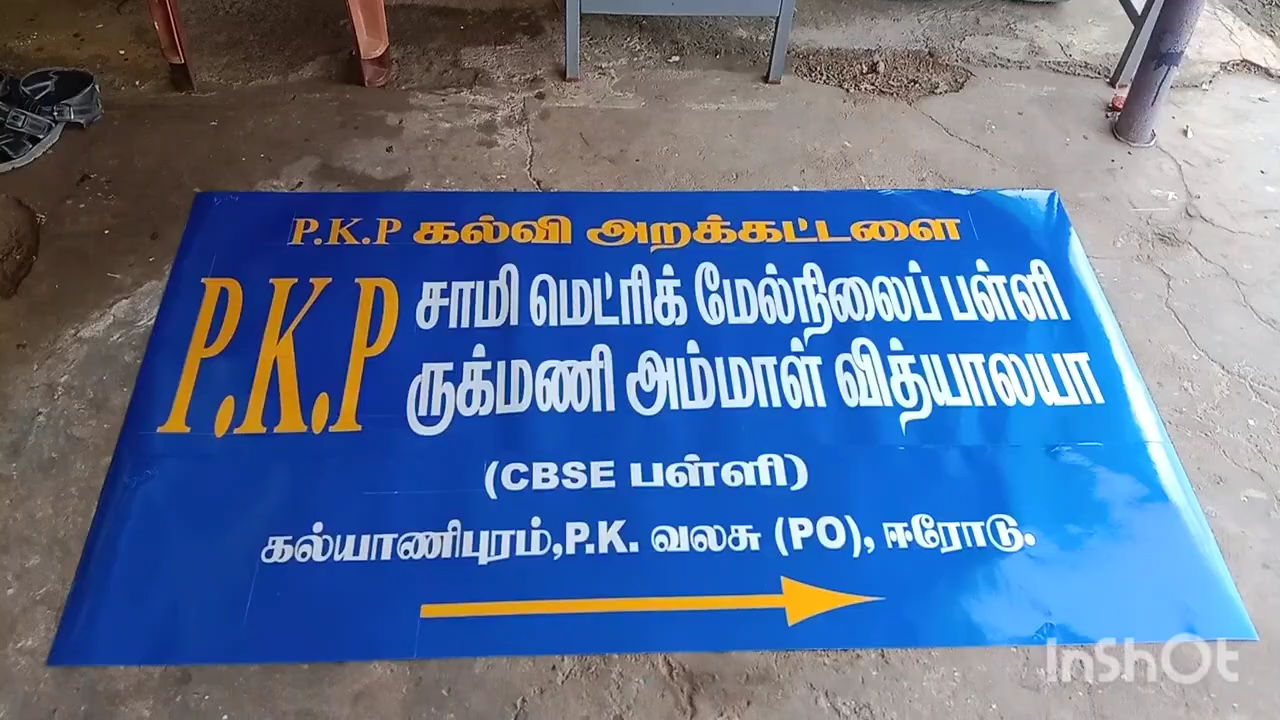 P.K.P கல்வி அறக்கட்டளை
P.K.P சாமி மெட்ரிக் மேல்நிலைப் பள்ளி
ருக்மணி அம்மாள் வித்யாலயா
(CBSE பள்ளி)
கல்யாணிபுரம்,P.K. வலசு (PO), ஈரோடு.
InShOt